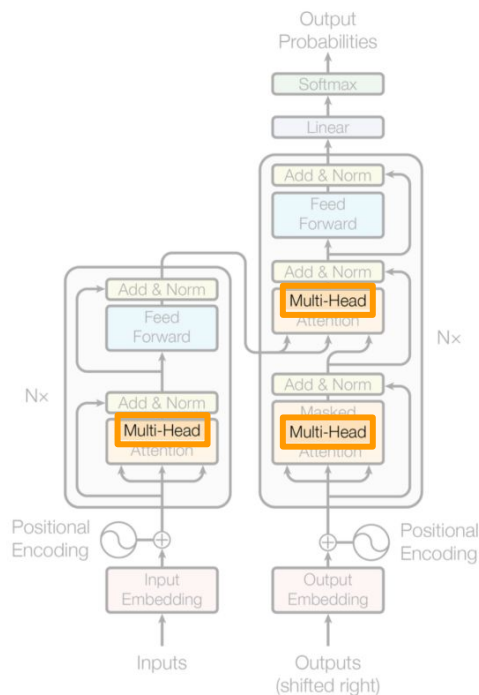 Output
Probabilities
Softmax
Linear
Add & Norm
Feed
Forward
Add & Norm
Multi-Head
Attention
Add & Norm
Masked
Multi-Head
Attention
N×
Positional
Encoding
Output
Embedding
Outputs
(shifted right)
Add & Norm
Feed
Forward
N×
Add & Norm
Multi-Head
Attention
Positional
Encoding
Input
Embedding
Inputs